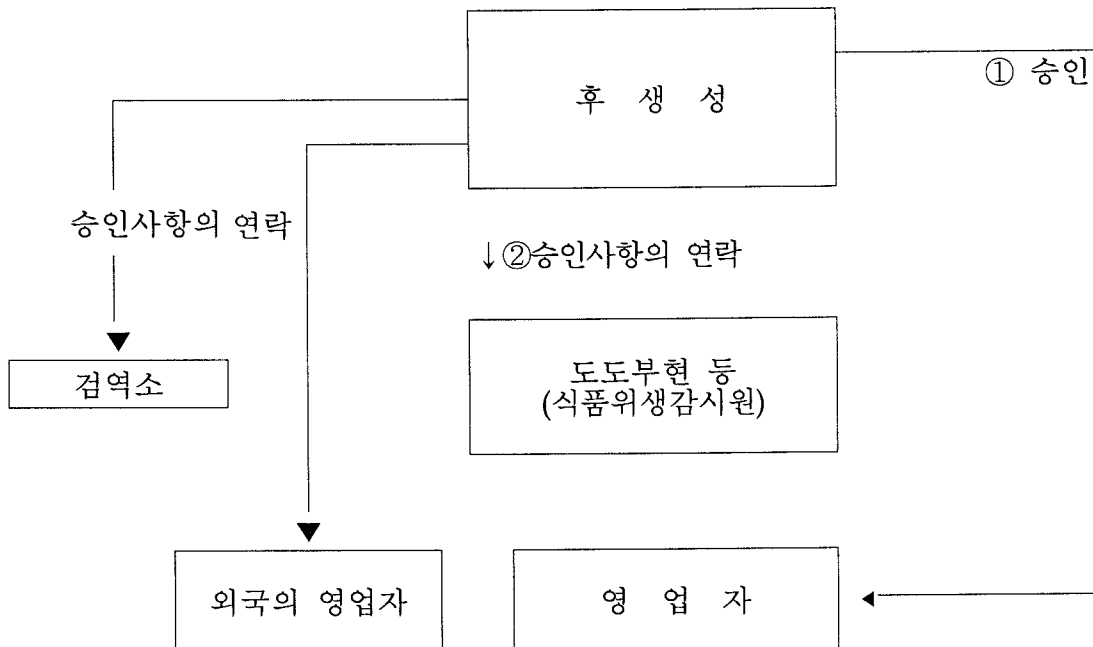 후 생 성
① 승인
승인사항의 연락
↓②승인사항의 연락
검역소
도도부현 등
(식품위생감시원)
외국의 영업자
영 업 자